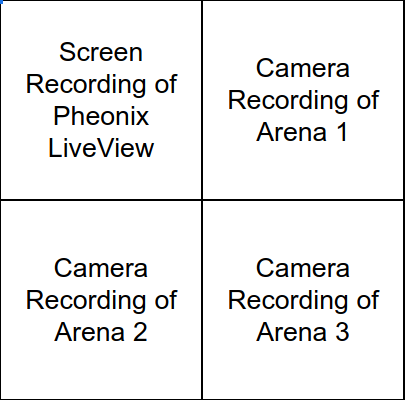 Screen
Recording of
Pheonix
LiveView
Camera
Recording of
Arena 1
Camera
Recording of
Arena 2
Camera
Recording of
Arena 3